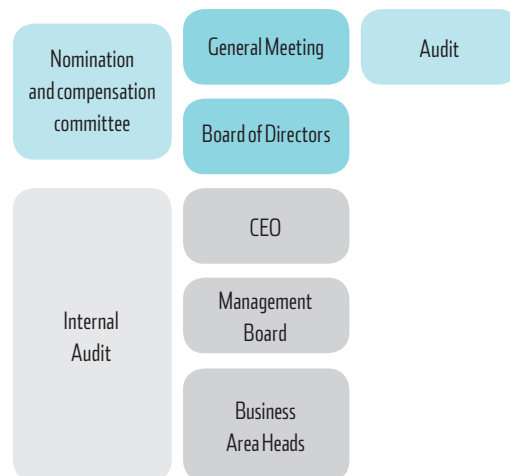 Nomination
and compensation
committee
General Meeting
Audit
Board of Directors
CEO
Management
Board
Internal
Audit
Business
Area Heads